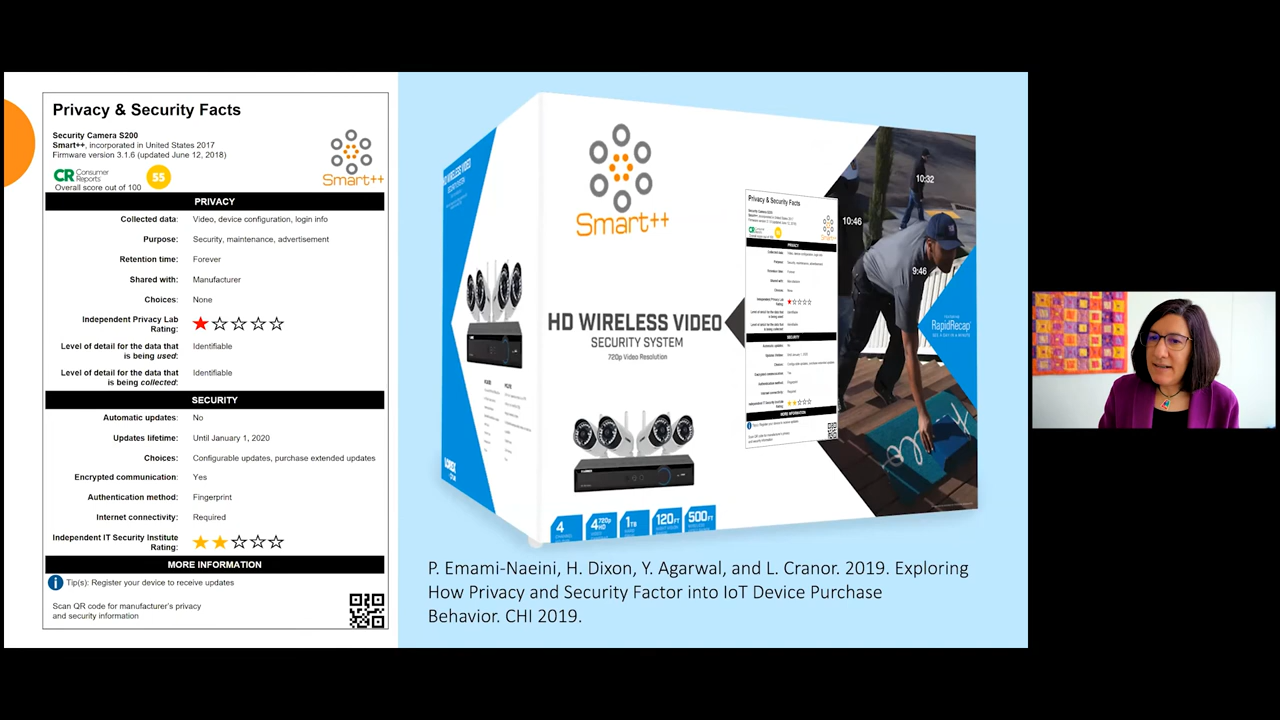 Privacy & Security Facts
Security Camera S200
Smart++, incorporated in United States 2017
Firmware version 3.1.6 (updated June 12, 2018)
CR Consumer Reports 55
Overall score out of 100
Smart++
PRIVACY
Collected data: Video, device configuration, login info
Purpose: Security, maintenance, advertisement
Retention time: Forever
Shared with: Manufacturer
Choices: None
Independent Privacy Lab
Rating:
Level of detail for the data that Identifiable
is being used:
Level of detail for the data that Identifiable
is being collected:
SECURITY
Automatic updates: No
Updates lifetime: Until January 1, 2020
Choices: Configurable updates, purchase extended updates
Encrypted communication: Yes
Authentication method: Fingerprint
Internet connectivity: Required
Independent IT Security Institute
Rating:
MORE INFORMATION
i Tip(s): Register your device to receive updates
Scan QR code for manufacturer's privacy
and security information
Smart++
HD WIRELESS VIDEO
SECURITY SYSTEM
720p Video Resolution
4
4 720p HD
1TB
120FT
500FT
Privacy & Security Facts
PRIVACY
SECURITY
MORE INFORMATION
10:32
10:46
9:46
RapidRecap
P. Emami-Naeini, H. Dixon, Y. Agarwal, and L. Cranor. 2019. Exploring
How Privacy and Security Factor into IoT Device Purchase
Behavior. CHI 2019.